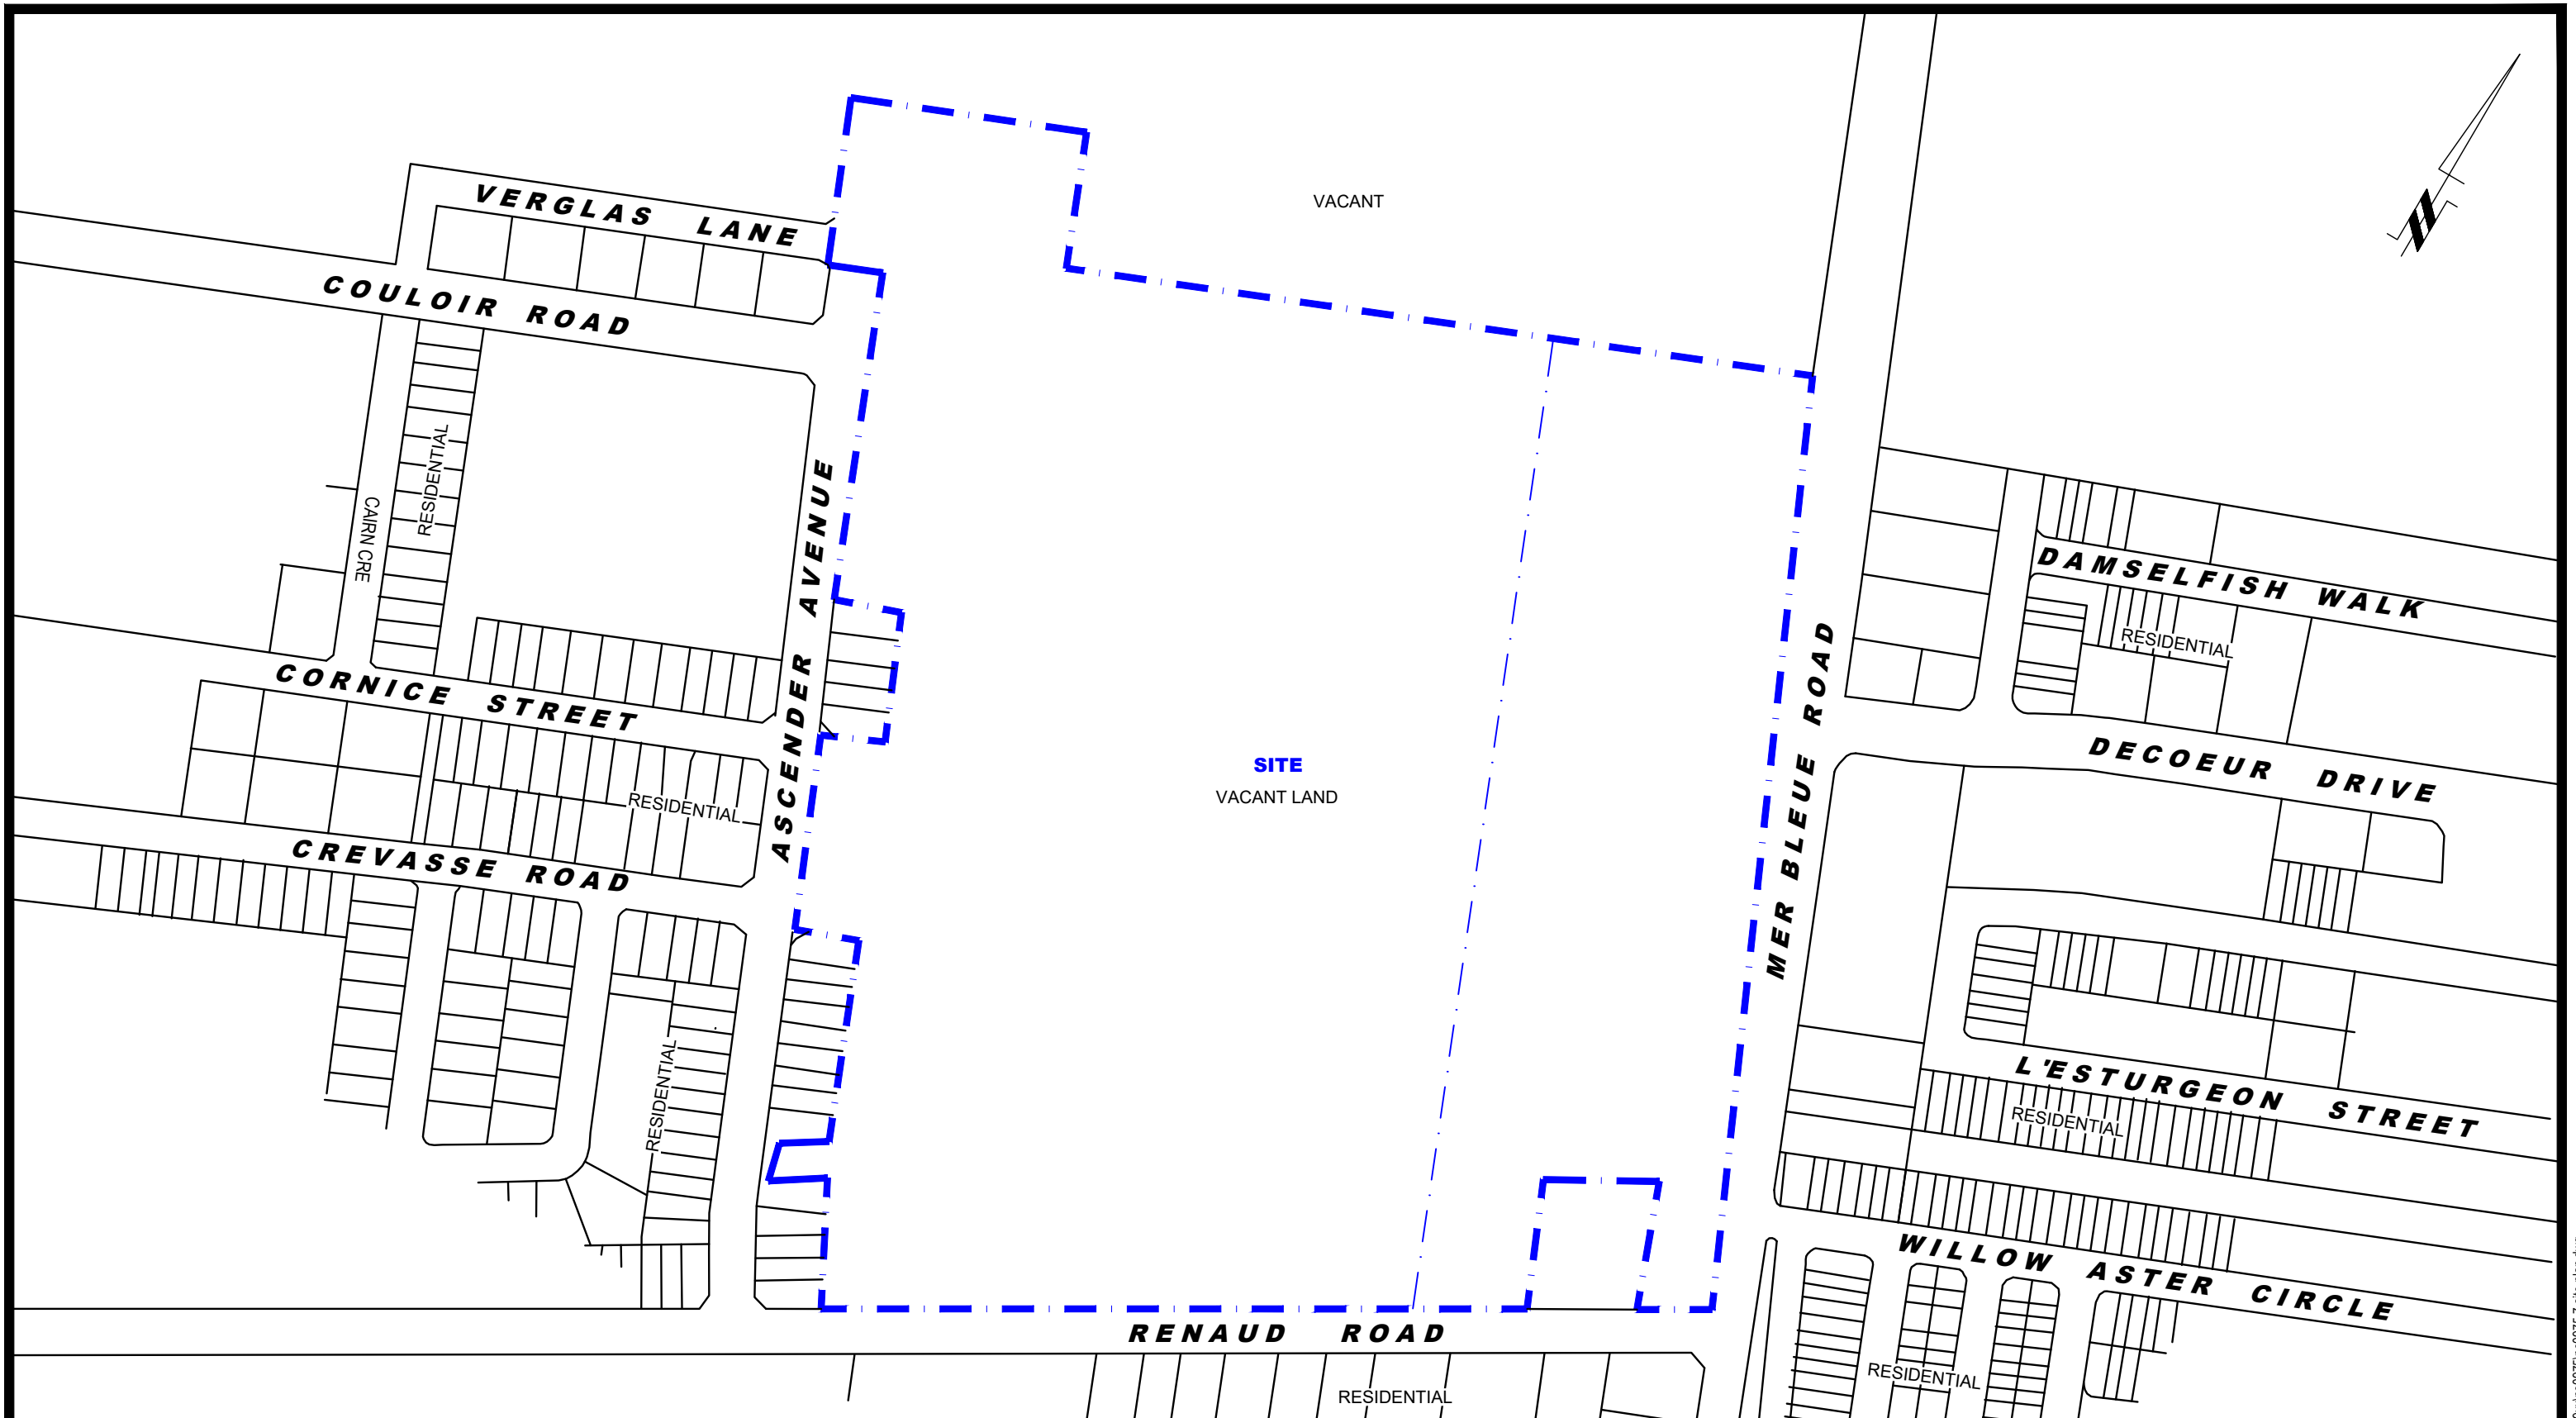 VACANT
VERGLAS LANE
COULOIR ROAD
RESIDENTIAL
CAIRN CRE
ASCENDER AVENUE
DAMSELFISH WALK
RESIDENTIAL
MER BLEUE ROAD
CORNICE STREET
DECOEUR DRIVE
SITE
VACANT LAND
RESIDENTIAL
CREVASSE ROAD
RESIDENTIAL
L'ESTURGEON STREET
RESIDENTIAL
WILLOW ASTER CIRCLE
RENAUD ROAD
RESIDENTIAL
RESIDENTIAL